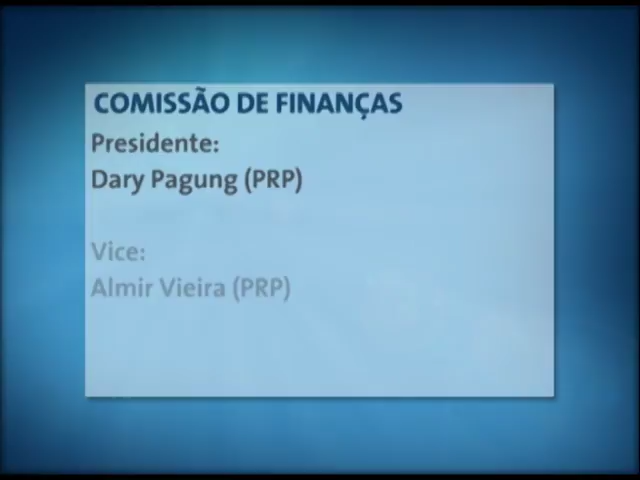 COMISSÃO DE FINANÇAS
Presidente:
Dary Pagung (PRP)
Vice:
Almir Vieira (PRP)